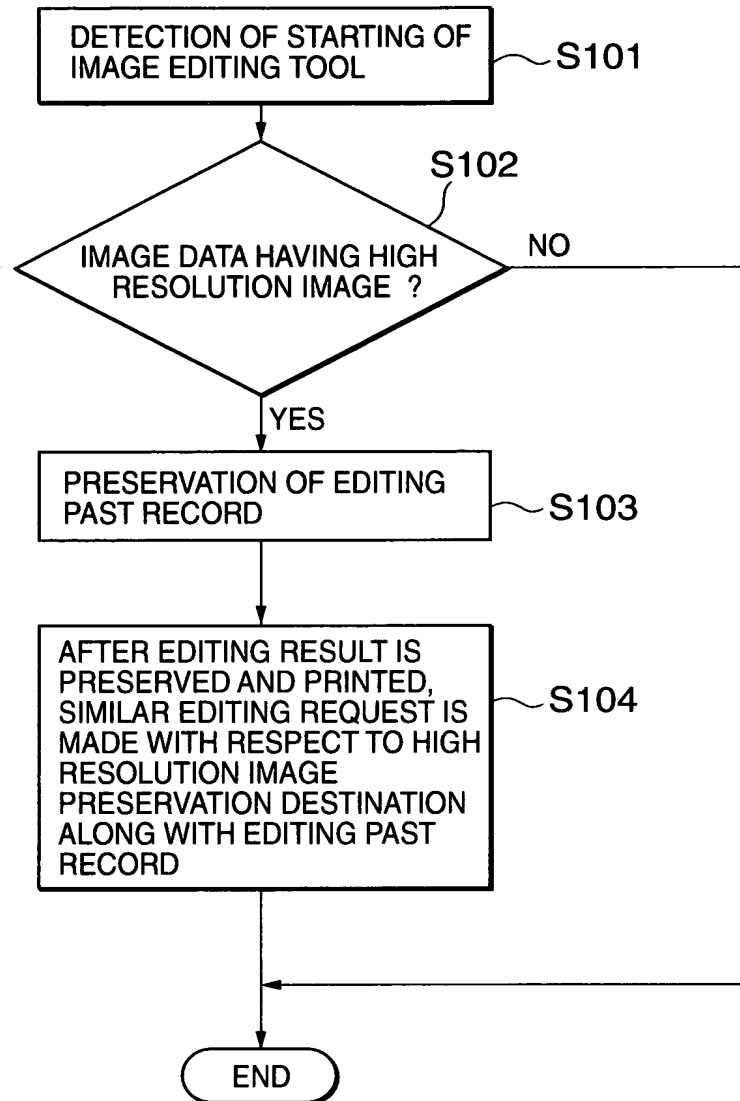 DETECTION OF STARTING OF
IMAGE EDITING TOOL
S101
S102
IMAGE DATA HAVING HIGH
RESOLUTION IMAGE ?
NO
YES
PRESERVATION OF EDITING
PAST RECORD
S103
AFTER EDITING RESULT IS
PRESERVED AND PRINTED,
SIMILAR EDITING REQUEST IS
MADE WITH RESPECT TO HIGH
RESOLUTION IMAGE
PRESERVATION DESTINATION
ALONG WITH EDITING PAST
RECORD
S104
END